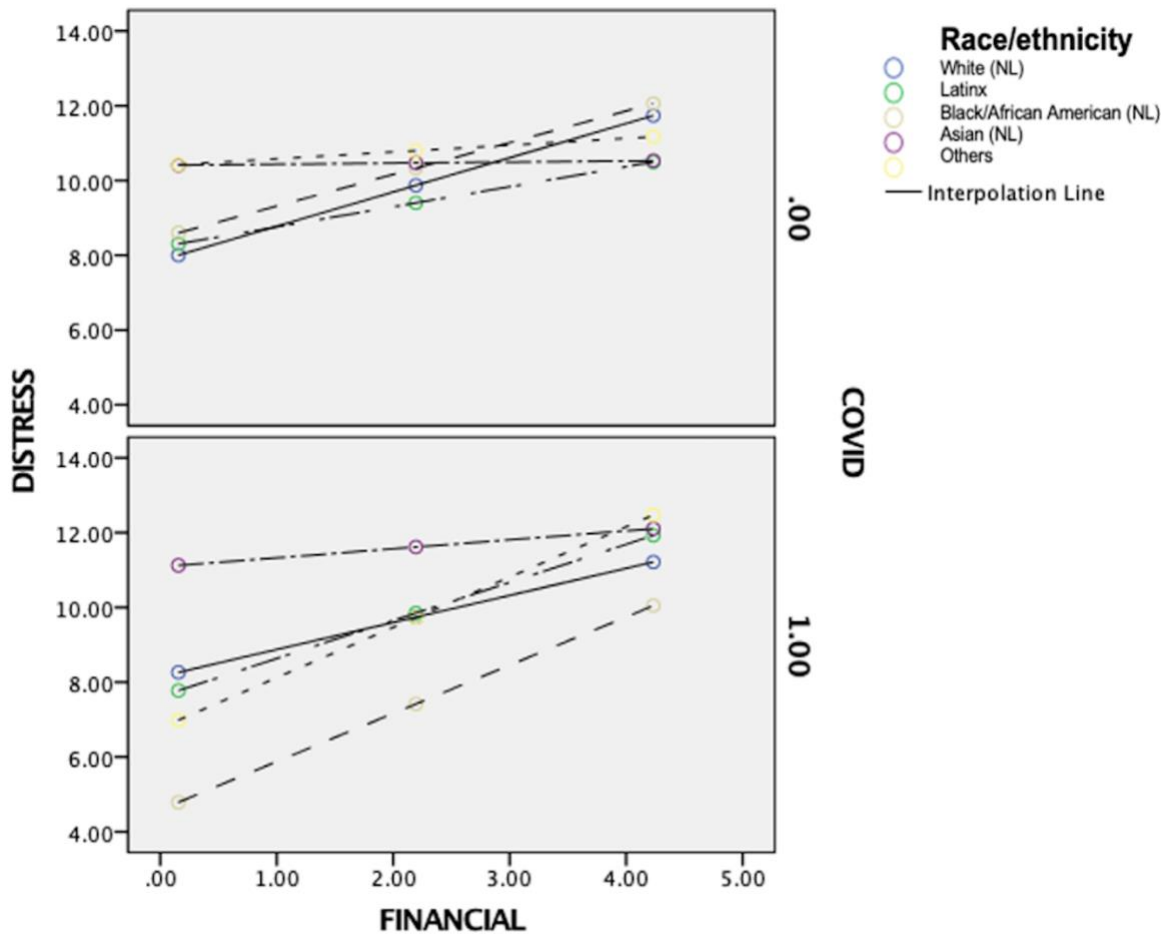 Race/ethnicity
White (NL)
Latinx
Black/African American (NL)
Asian (NL)
Others
Interpolation Line
14.00
12.00
10.00
8.00
6.00
4.00
.00
DISTRESS
COVID
14.00
12.00
10.00
8.00
6.00
4.00
1.00
.00 1.00 2.00 3.00 4.00 5.00
FINANCIAL